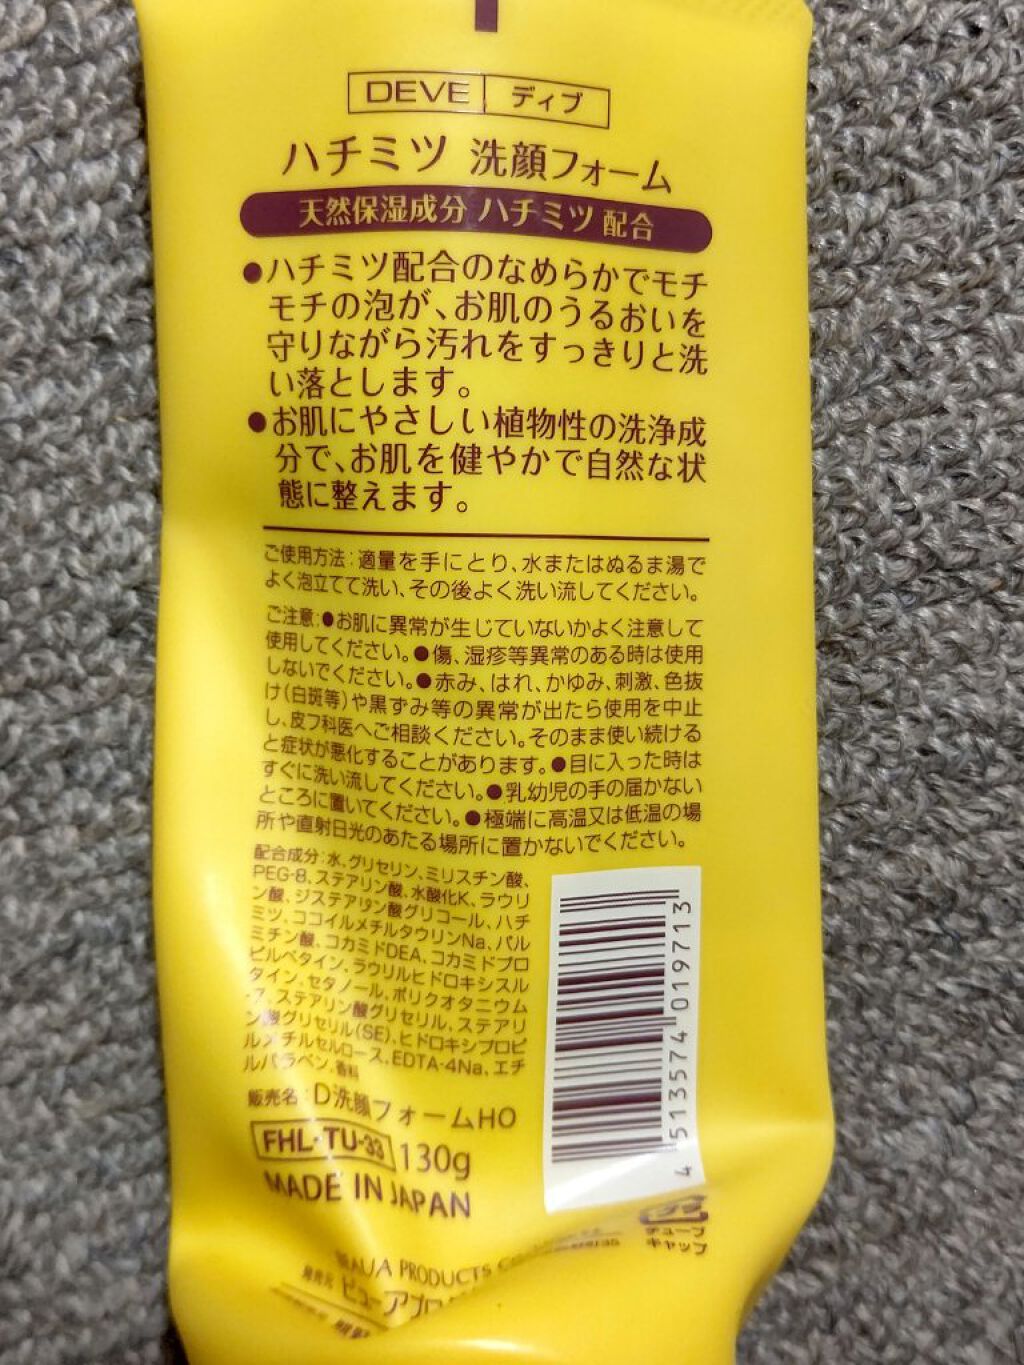 DEVE ディブ
ハチミツ 洗顔フォーム
天然保湿成分 ハチミツ 配合
●ハチミツ配合のなめらかでモチ
モチの泡が、お肌のうるおいを
守りながら汚れをすっきりと洗
い落とします。
●お肌にやさしい植物性の洗浄成
分で、お肌を健やかで自然な状
態に整えます。
ご使用方法:適量を手にとり、水またはぬるま湯で
よく泡立てて洗い、その後よく洗い流してください。
ご注意:●お肌に異常が生じていないかよく注意して
使用してください。●傷、湿疹等異常のある時は使用
しないでください。●赤み、はれ、かゆみ、刺激、色抜
け(白斑等)や黒ずみ等の異常が出たら使用を中止
し、皮フ科医へご相談ください。そのまま使い続ける
と症状が悪化することがあります。●目に入った時は
すぐに洗い流してください。●乳幼児の手の届かない
ところに置いてください。●極端に高温又は低温の場
所や直射日光のあたる場所に置かないでください。
配合成分:水、グリセリン、ミリスチン酸、
PEG-8、ステアリン酸、水酸化K、ラウリ
ン酸、ジステアリン酸グリコール、ハチ
ミツ、ココイルメチルタウリンNa、パル
ミチン酸、コカミドDEA、コカミドプロ
ピルベタイン、ラウリルヒドロキシスル
タイン、セタノール、ポリクオタニウム
-7、ステアリン酸グリセリル、ステアリ
ン酸グリセリル(SE)、ヒドロキシプロピ
ルメチルセルロース、EDTA-4Na、エチ
ルパラベン、香料
販売名:D洗顔フォームHO
FHL-TU-33 130g
MADE IN JAPAN
4 513574 019713
チューブ
キャップ
PRODUCTS
発売元 ビューアプロ